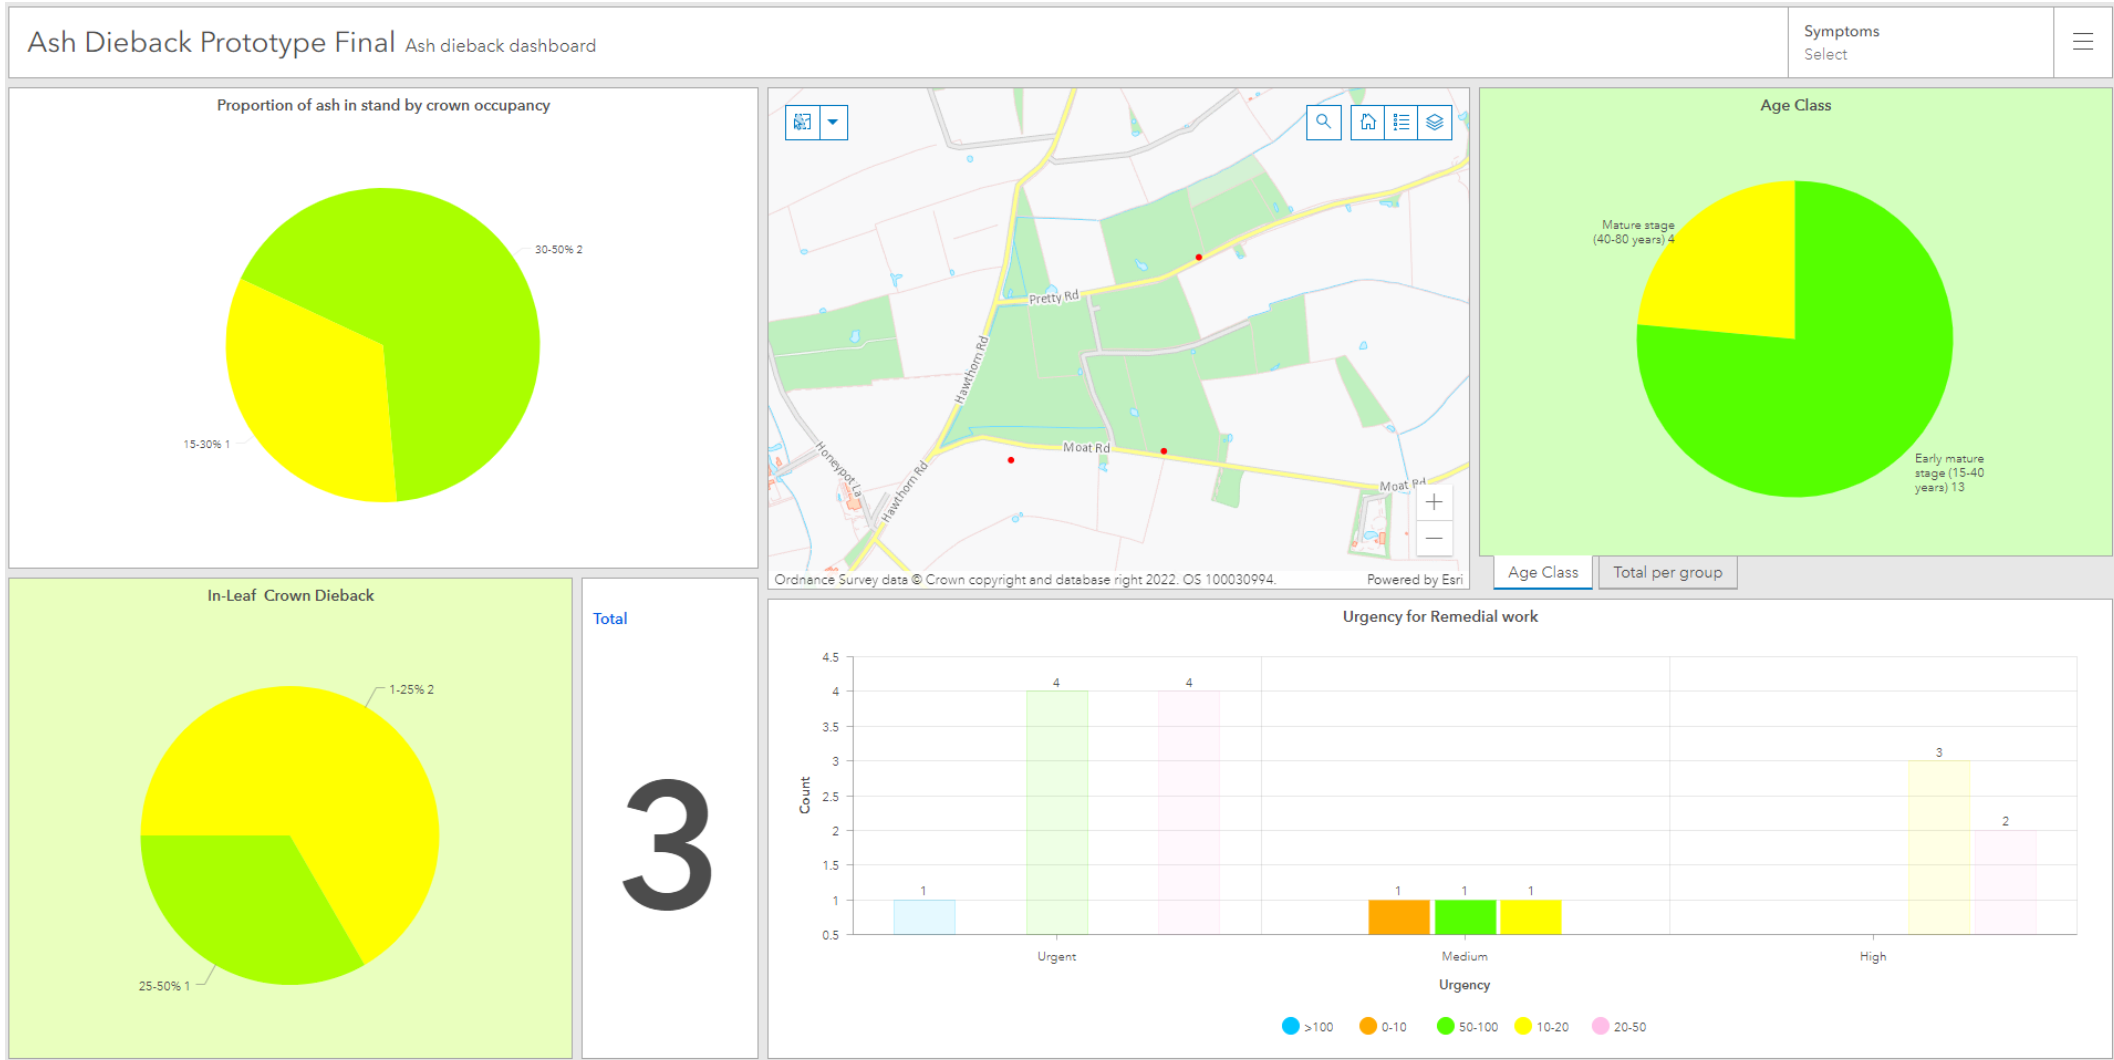 Ash Dieback Prototype Final Ash dieback dashboard
Symptoms
Select
Proportion of ash in stand by crown occupancy
30-50% 2
15-30% 1
Pretty Rd
Hawthorn Rd
Moat Rd
Honeypot La
Hawthorn Rd
Moat Rd
Ordnance Survey data © Crown copyright and database right 2022. OS 100030994.
Powered by Esri
Age Class
Mature stage
(40-80 years) 4
Early mature
stage (15-40
years) 13
Age Class
Total per group
In-Leaf Crown Dieback
1-25% 2
25-50% 1
Total
3
Urgency for Remedial work
Count
4.5
4
3.5
3
2.5
2
1.5
1
0.5
1
4
4
1
1
1
3
2
Urgent
Medium
High
Urgency
>100
0-10
50-100
10-20
20-50